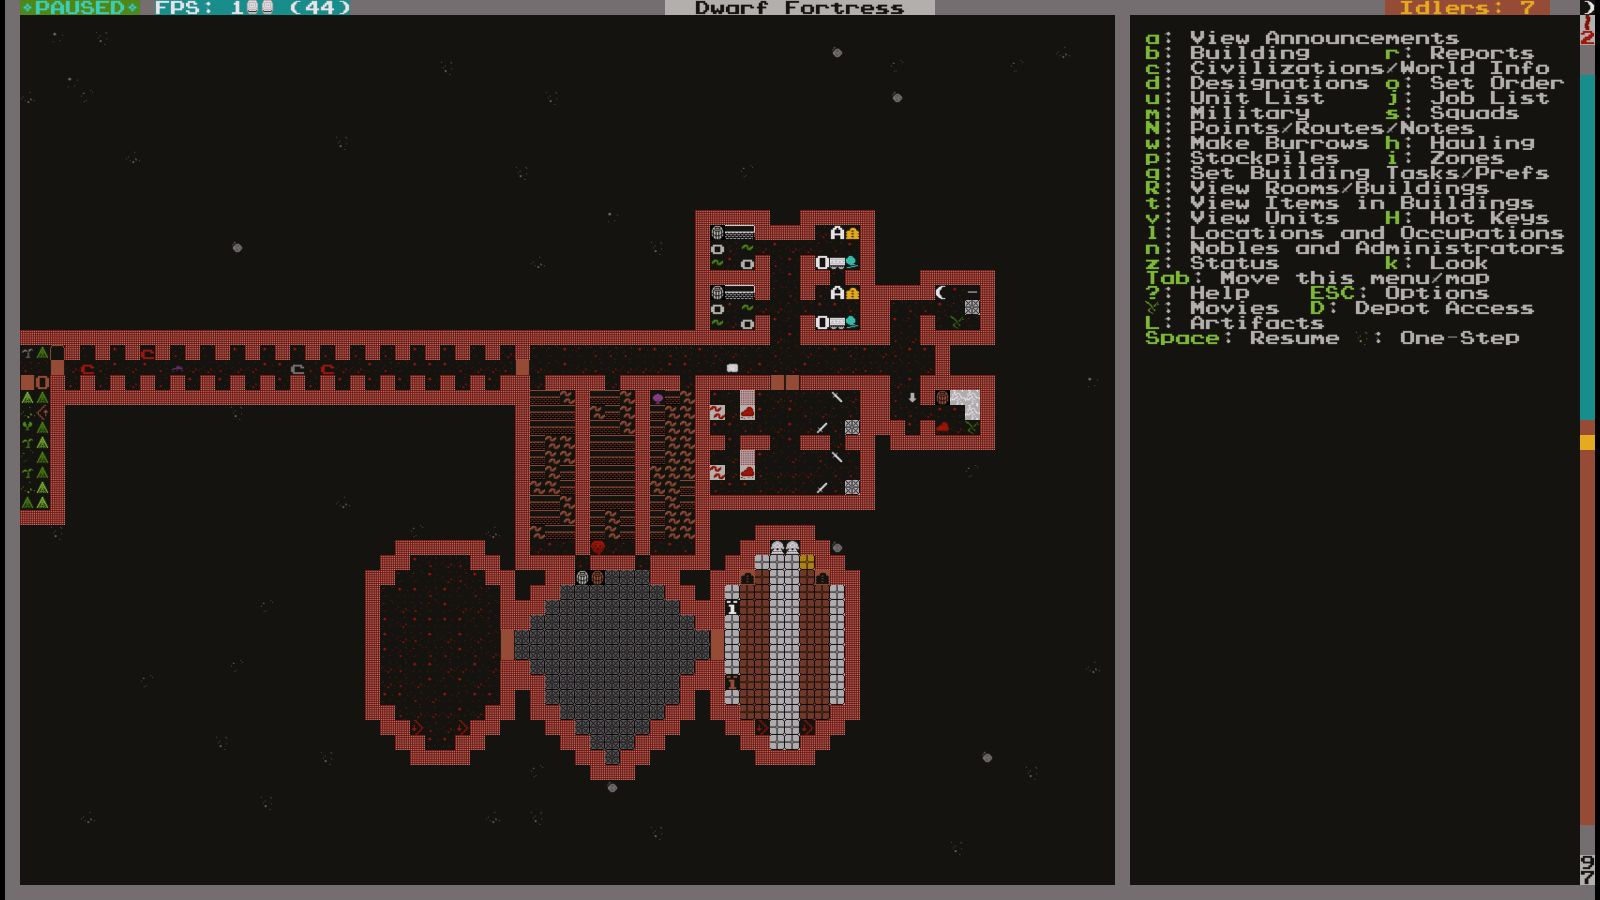 PAUSED FPS: 100 (44) Dwarf Fortress Idlers: 7
a: View Announcements
b: Building r: Reports
c: Civilizations/World Info
d: Designations o: Set Order
u: Unit List j: Job List
m: Military s: Squads
N: Points/Routes/Notes
w: Make Burrows h: Hauling
p: Stockpiles i: Zones
q: Set Building Tasks/Prefs
R: View Rooms/Buildings
t: View Items in Buildings
v: View Units H: Hot Keys
l: Locations and Occupations
n: Nobles and Administrators
z: Status k: Look
Tab: Move this menu/map
?: Help ESC: Options
: Movies D: Depot Access
L: Artifacts
Space: Resume : One-Step
97